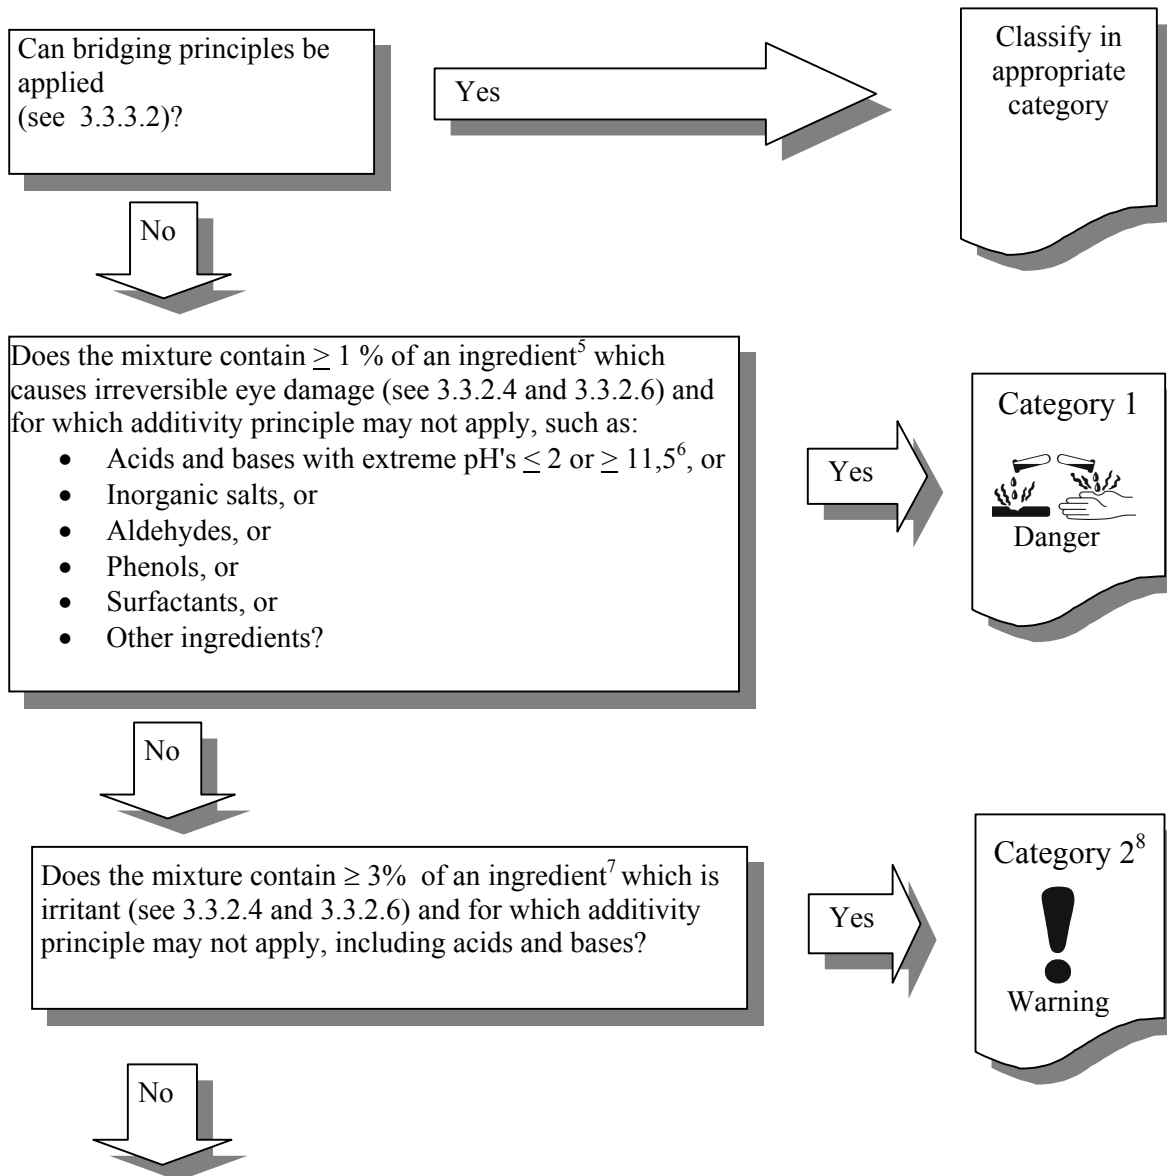 Can bridging principles be
applied
(see 3.3.3.2)?
Yes
Classify in
appropriate
category
No
Does the mixture contain ≥ 1 % of an ingredient⁵ which
causes irreversible eye damage (see 3.3.2.4 and 3.3.2.6) and
for which additivity principle may not apply, such as:
• Acids and bases with extreme pH's ≤ 2 or ≥ 11,5⁶, or
• Inorganic salts, or
• Aldehydes, or
• Phenols, or
• Surfactants, or
• Other ingredients?
Yes
Category 1
Danger
No
Does the mixture contain ≥ 3% of an ingredient⁷ which is
irritant (see 3.3.2.4 and 3.3.2.6) and for which additivity
principle may not apply, including acids and bases?
Yes
Category 2⁸
Warning
No